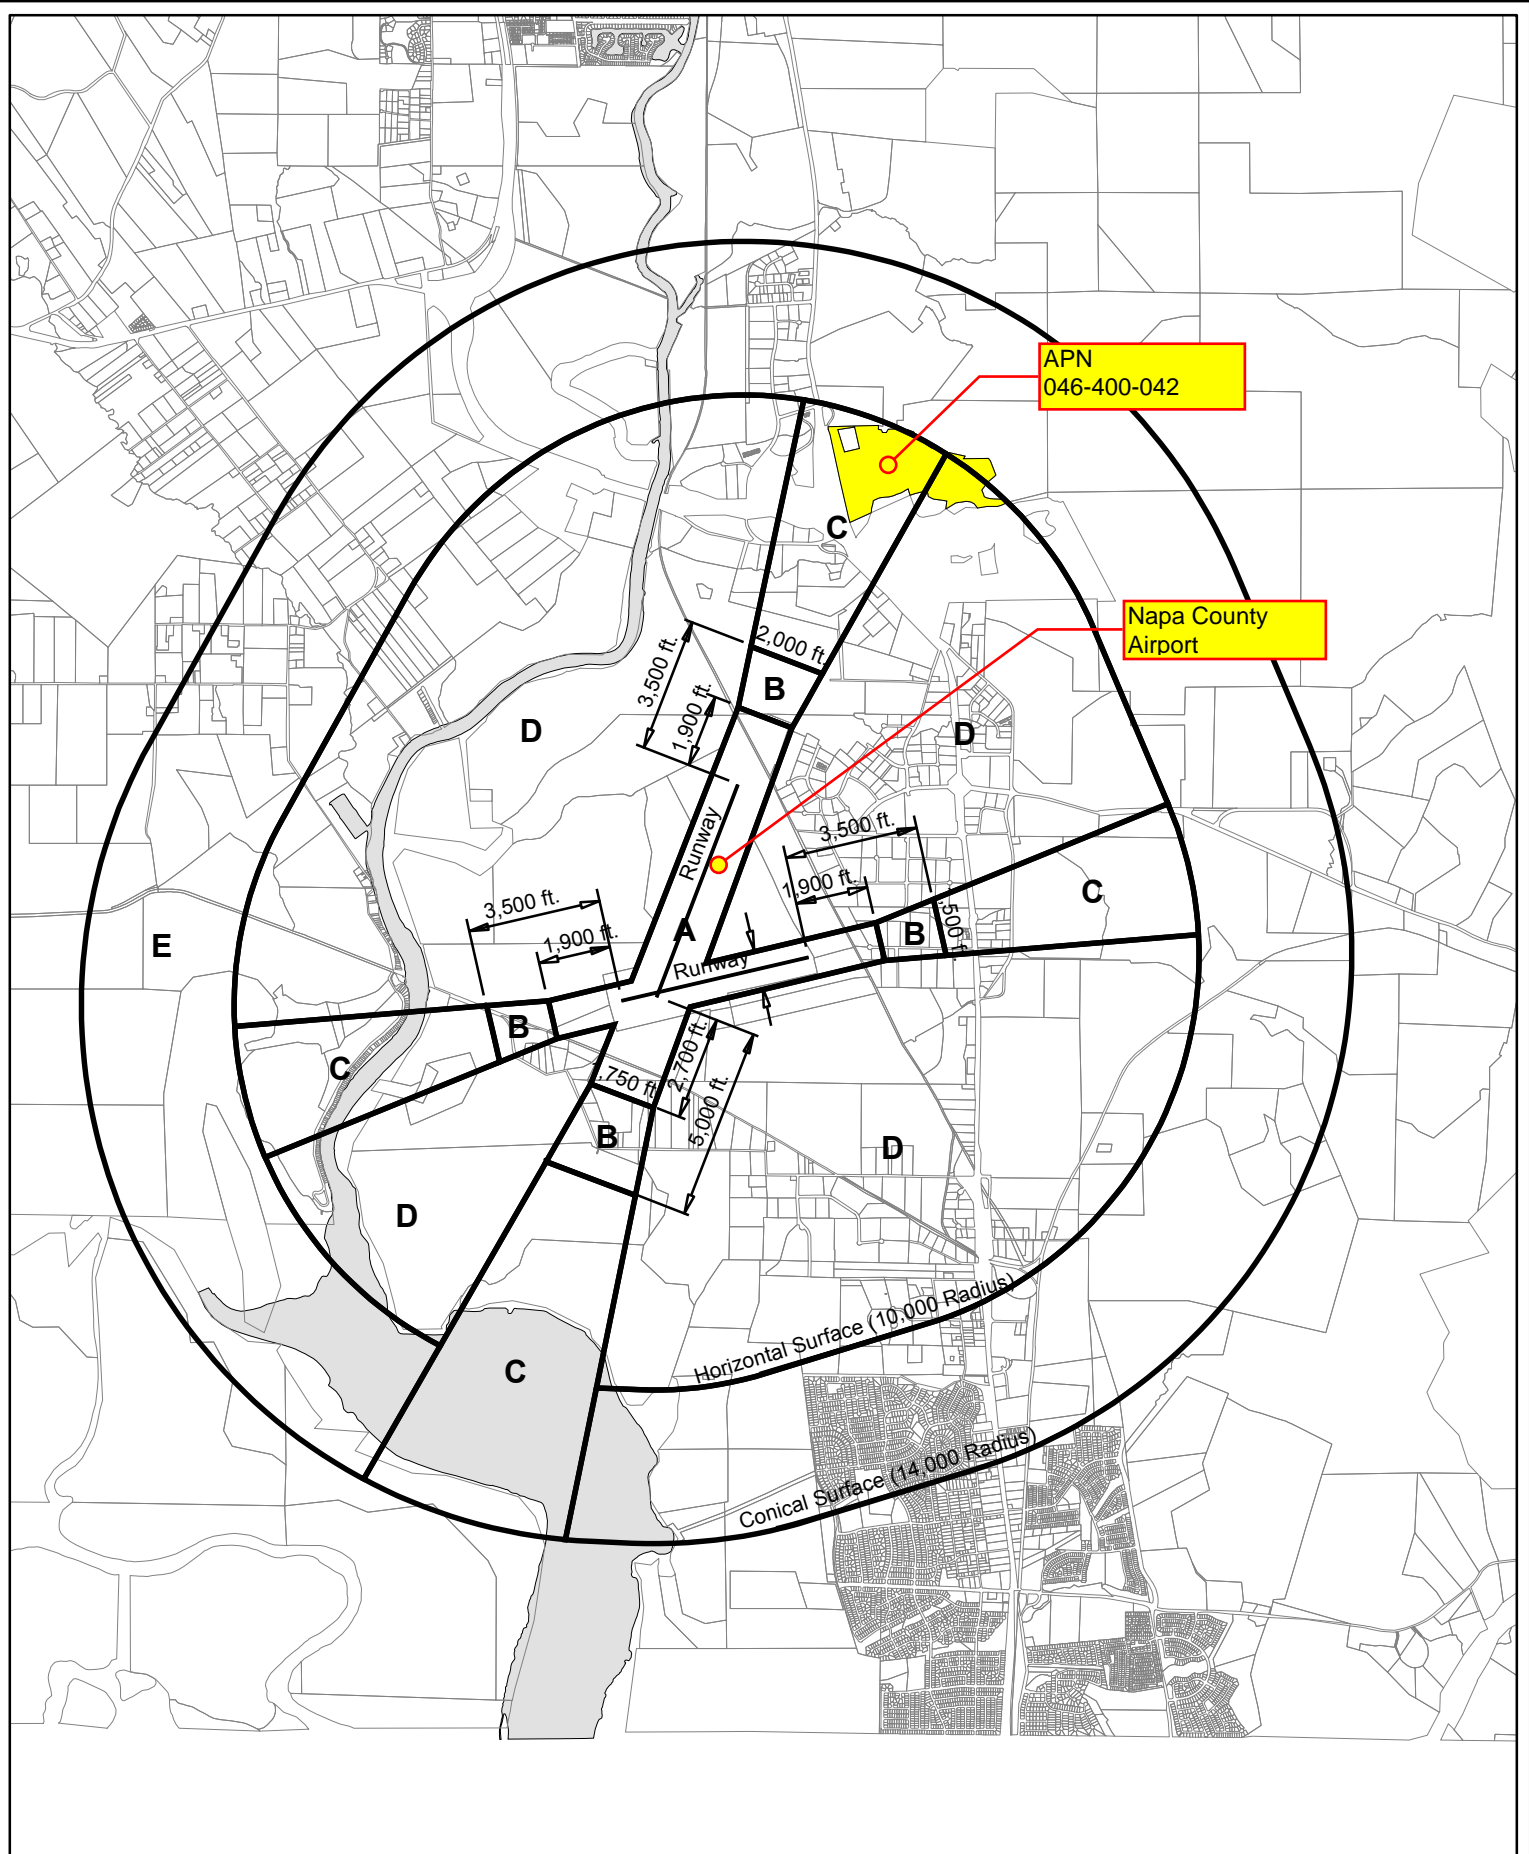 APN
046-400-042
C
Napa County
Airport
2,000 ft.
3,500 ft.
B
1,900 ft.
D
D
Runway
3,500 ft.
1,900 ft.
C
3,500 ft.
,500 ft.
E
1,900 ft.
A
B
Runway
B
C
2,700 ft.
,750 ft.
5,000 ft.
B
D
D
Horizontal Surface (10,000 Radius)
C
Conical Surface (14,000 Radius)